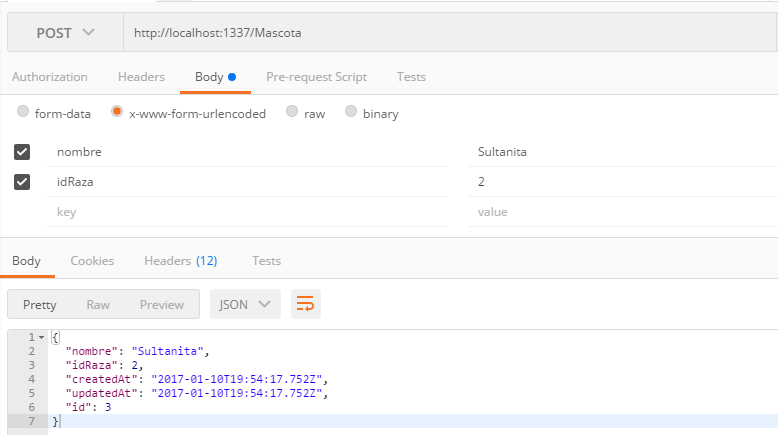 POST http://localhost:1337/Mascota
Authorization Headers Body Pre-request Script Tests
form-data x-www-form-urlencoded raw binary
nombre Sultanita
idRaza 2
key value
Body Cookies Headers (12) Tests
Pretty Raw Preview JSON
1 {
2 "nombre": "Sultanita",
3 "idRaza": 2,
4 "createdAt": "2017-01-10T19:54:17.752Z",
5 "updatedAt": "2017-01-10T19:54:17.752Z",
6 "id": 3
7 }